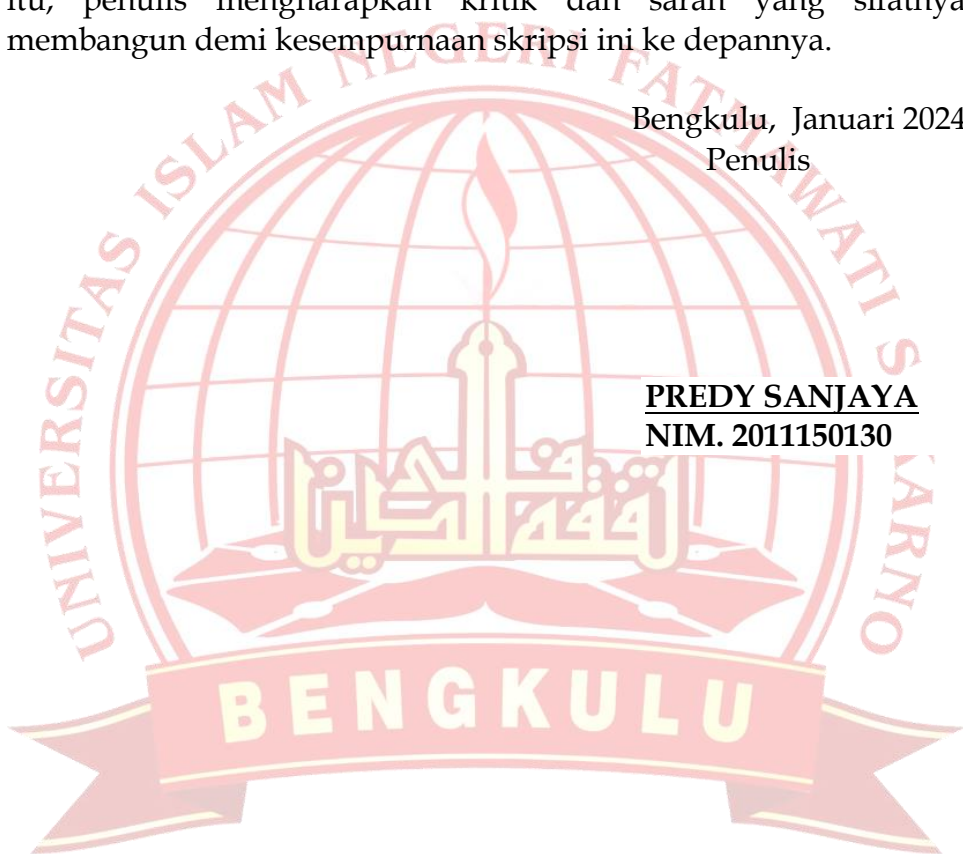 itu, penulis mengharapkan kritik dan saran yang sifatnya
membangun demi kesempurnaan skripsi ini ke depannya.
Bengkulu, Januari 2024
Penulis
PREDY SANJAYA
NIM. 2011150130
UNIVERSITAS ISLAM NEGERI FATMAWATI S KARNO
BENGKULU